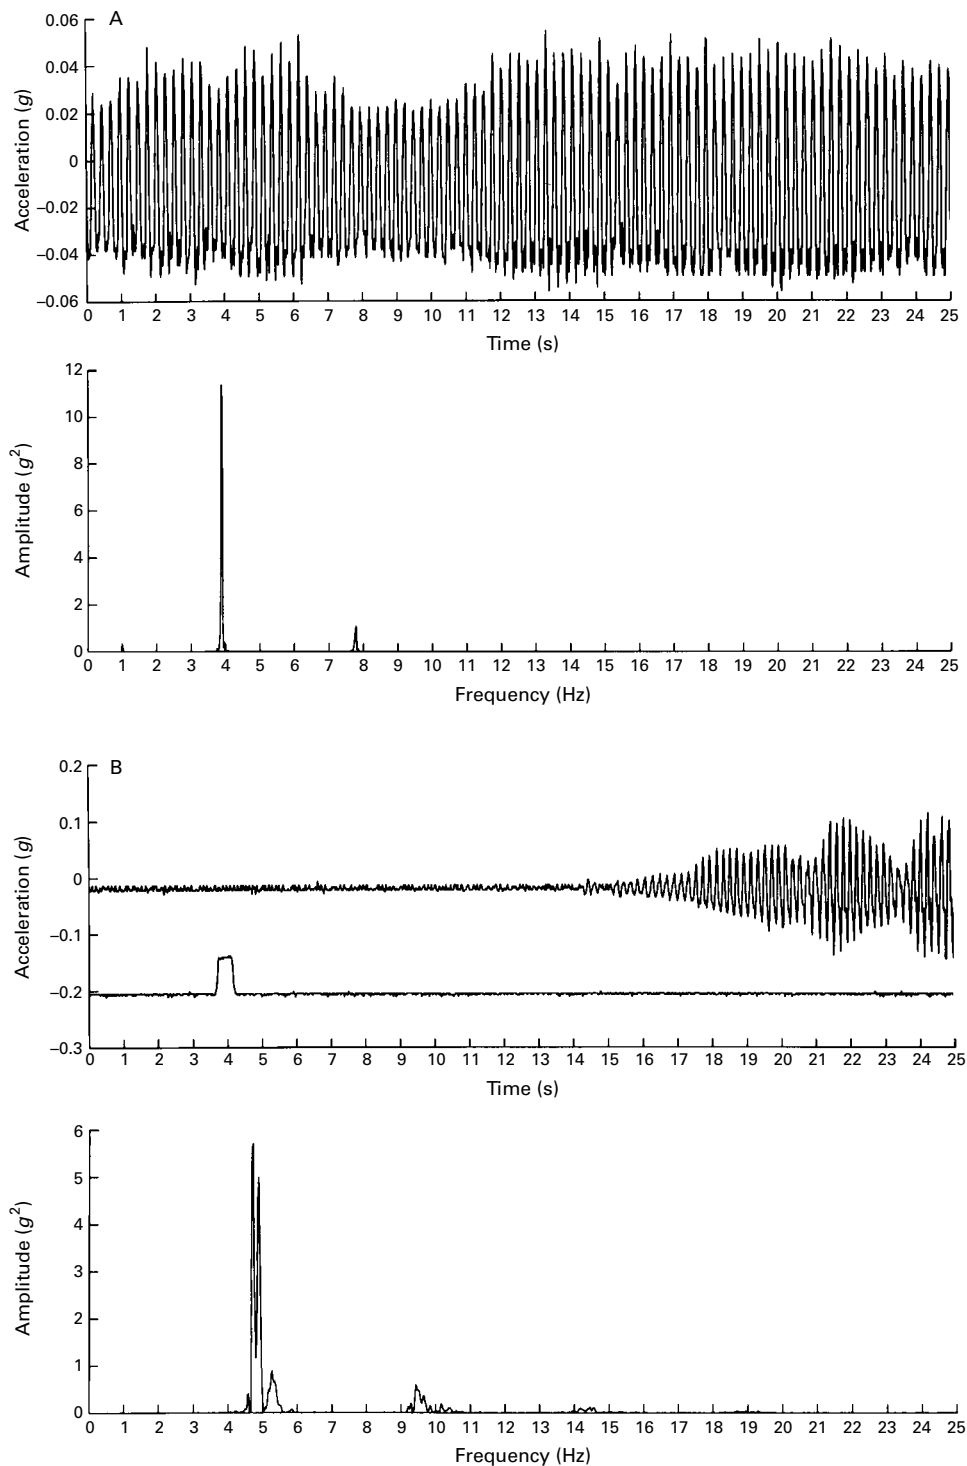 A
0.06
0.04
0.02
0
–0.02
–0.04
–0.06
Acceleration (g)
0 1 2 3 4 5 6 7 8 9 10 11 12 13 14 15 16 17 18 19 20 21 22 23 24 25
Time (s)
12
10
8
6
4
2
0
Amplitude (g²)
0 1 2 3 4 5 6 7 8 9 10 11 12 13 14 15 16 17 18 19 20 21 22 23 24 25
Frequency (Hz)
B
0.2
0.1
0
–0.1
–0.2
–0.3
Acceleration (g)
0 1 2 3 4 5 6 7 8 9 10 11 12 13 14 15 16 17 18 19 20 21 22 23 24 25
Time (s)
6
5
4
3
2
1
0
Amplitude (g²)
0 1 2 3 4 5 6 7 8 9 10 11 12 13 14 15 16 17 18 19 20 21 22 23 24 25
Frequency (Hz)